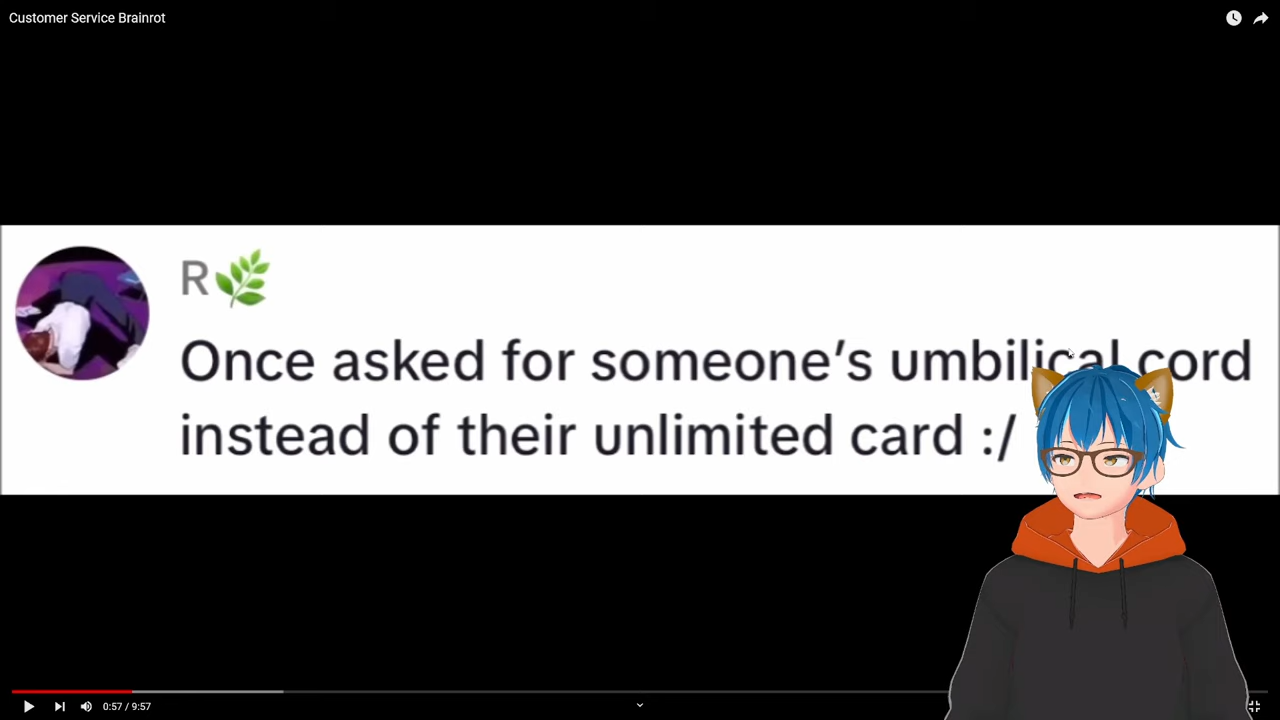 Customer Service Brainrot
R🌿
Once asked for someone’s umbilical cord
instead of their unlimited card :/
0:57 / 9:57